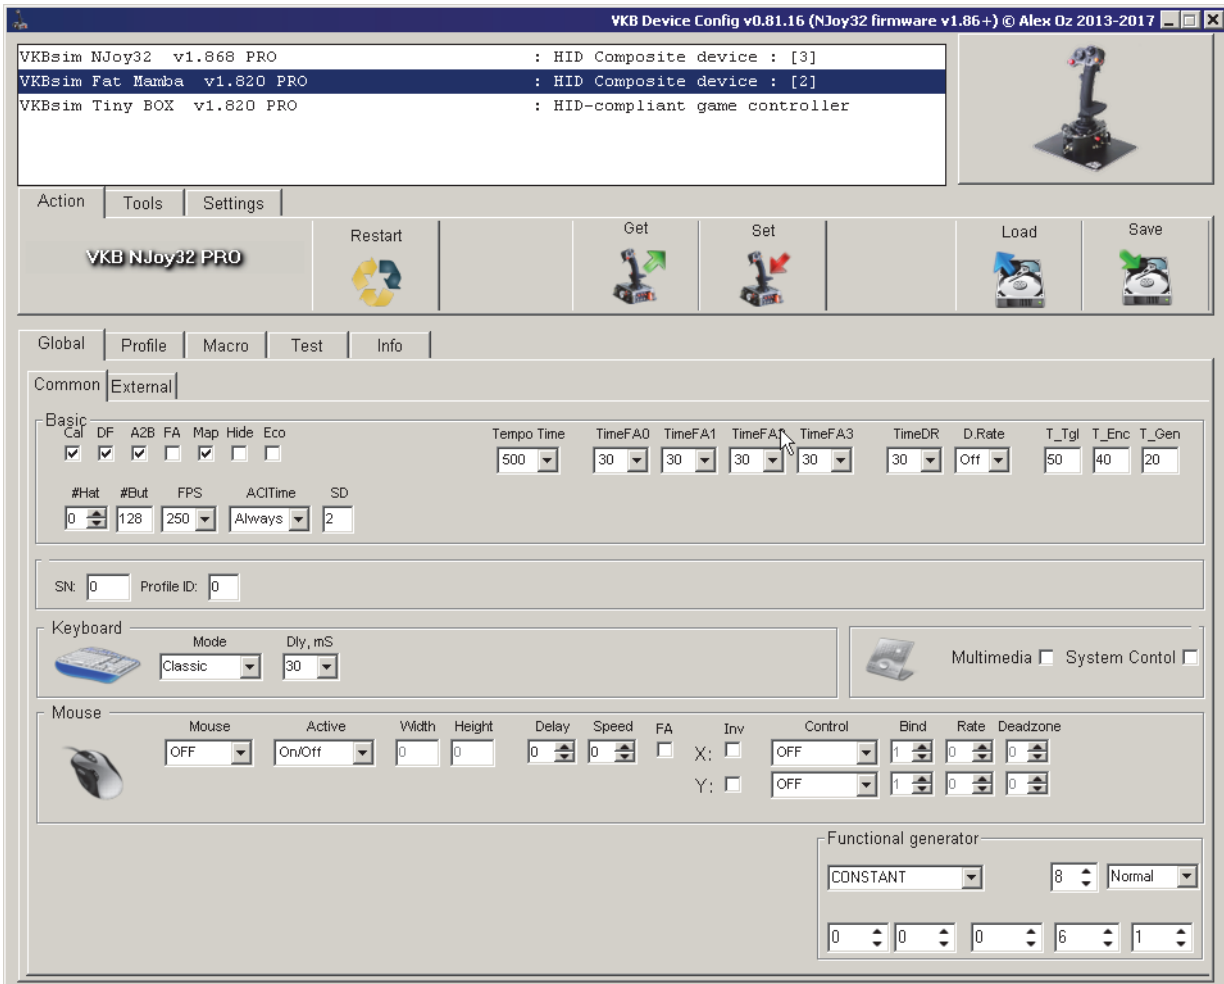 VKB Device Config v0.81.16 (NJoy32 firmware v1.86+) © Alex Oz 2013-2017
VKBsim NJoy32 v1.868 PRO : HID Composite device : [3]
VKBsim Fat Mamba v1.820 PRO : HID Composite device : [2]
VKBsim Tiny BOX v1.820 PRO : HID-compliant game controller
Action Tools Settings
VKB NJoy32 PRO Restart Get Set Load Save
Global Profile Macro Test Info
Common External
Basic
Cal DF A2B FA Map Hide Eco Tempo Time TimeFA0 TimeFA1 TimeFA2 TimeFA3 TimeDR D.Rate T_Tgl T_Enc T_Gen
500 30 30 30 30 30 Off 50 40 20
#Hat #But FPS ACITime SD
0 128 250 Always 2
SN: 0 Profile ID: 0
Keyboard
Mode Dly, mS
Classic 30
Multimedia System Contol
Mouse
Mouse Active Width Height Delay Speed FA Inv Control Bind Rate Deadzone
OFF On/Off 0 0 0 0 X: OFF 1 0 0
Y: OFF 1 0 0
Functional generator
CONSTANT 8 Normal
0 0 0 6 1